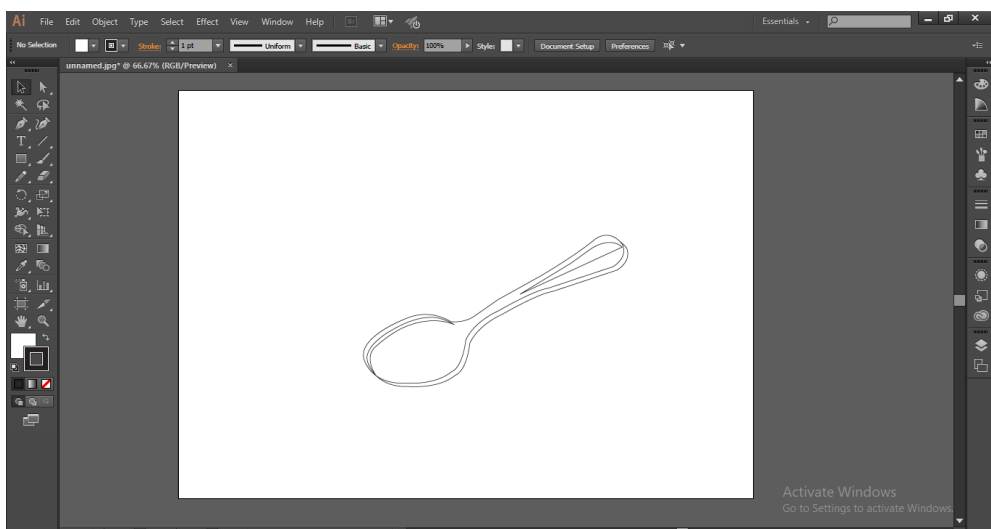 Ai File Edit Object Type Select Effect View Window Help Essentials
No Selection Stroke: 1 pt Uniform Basic Opacity: 100% Style: Document Setup Preferences
unnamed.jpg* @ 66.67% (RGB/Preview) ×
Activate Windows
Go to Settings to activate Windows.